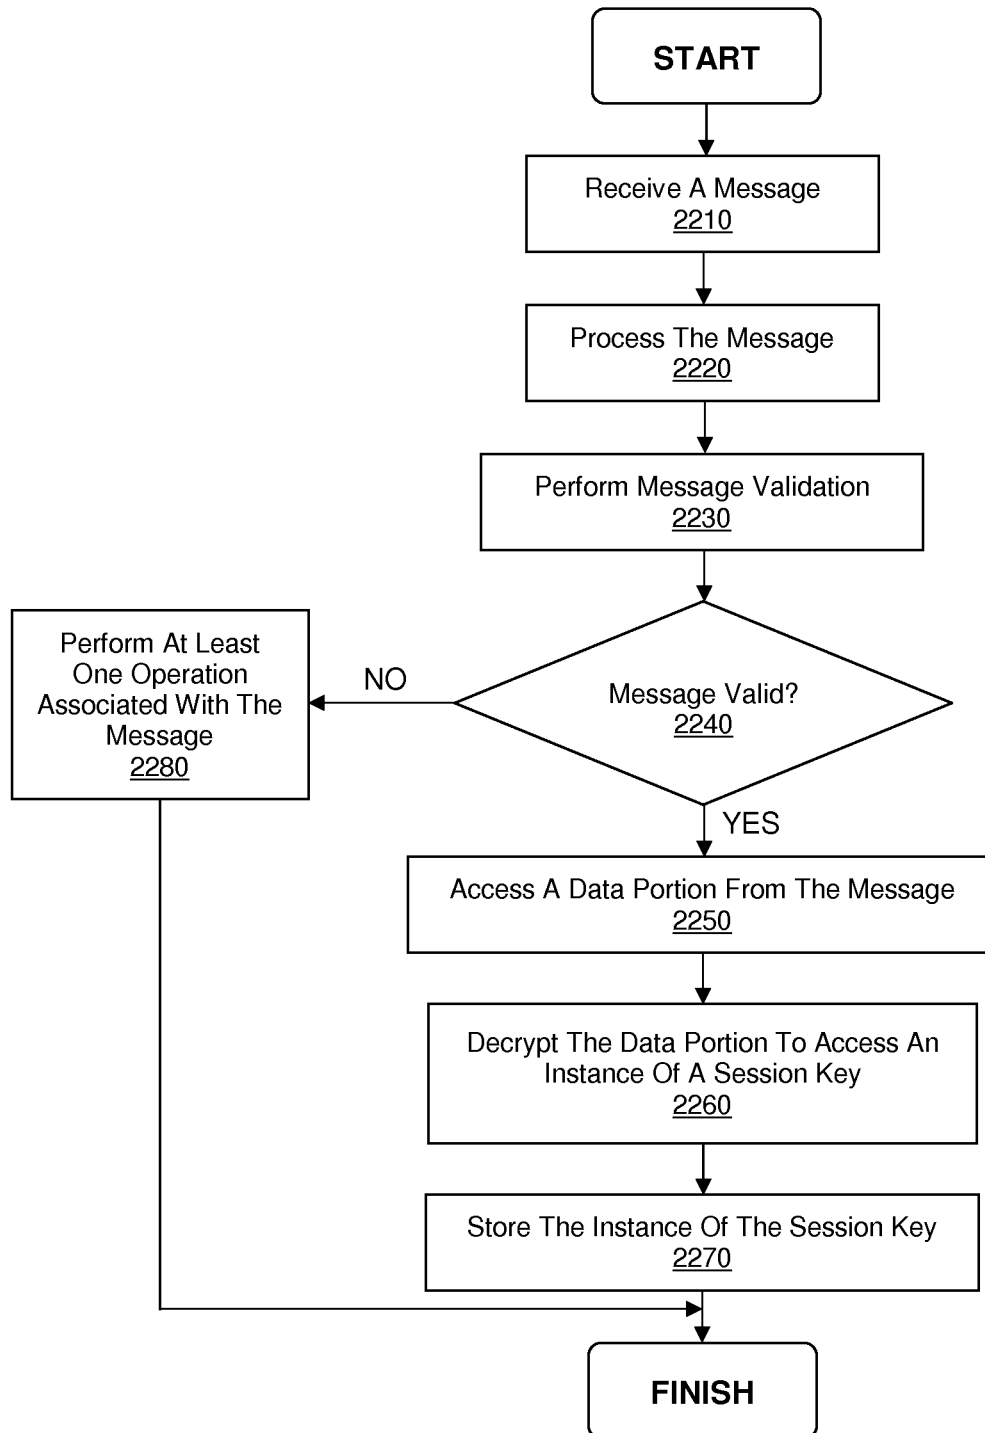 START
Receive A Message
2210
Process The Message
2220
Perform Message Validation
2230
Message Valid?
2240
NO
Perform At Least
One Operation
Associated With The
Message
2280
YES
Access A Data Portion From The Message
2250
Decrypt The Data Portion To Access An
Instance Of A Session Key
2260
Store The Instance Of The Session Key
2270
FINISH